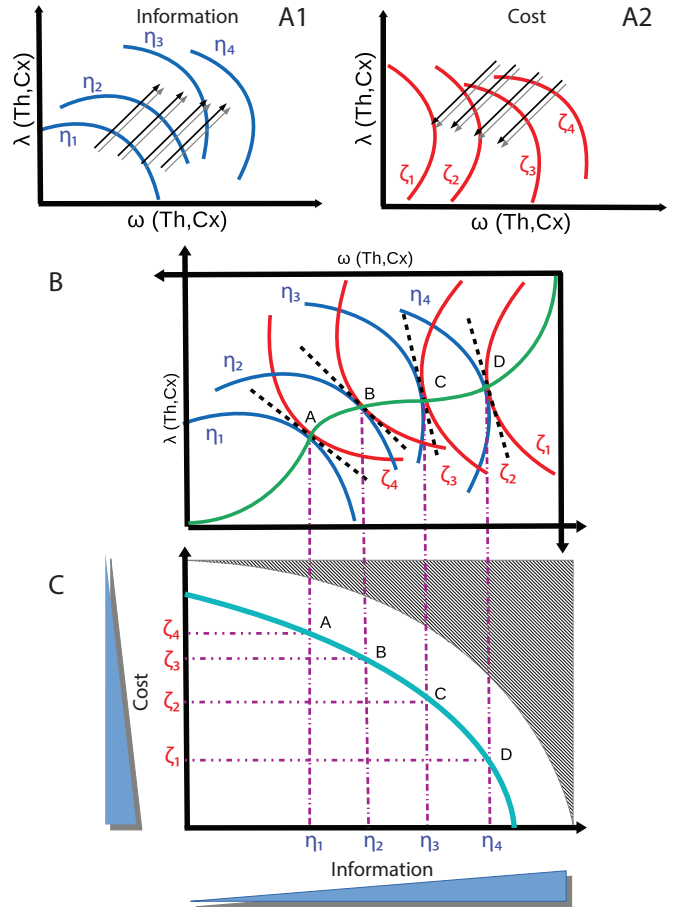 Information A1
η₃ η₄
η₂
η₁
λ (Th,Cx)
ω (Th,Cx)
Cost A2
ζ₁ ζ₂ ζ₃ ζ₄
λ (Th,Cx)
ω (Th,Cx)
B
ω (Th,Cx)
η₃ η₄
η₂
η₁
λ (Th,Cx)
A B C D
ζ₄ ζ₃ ζ₂ ζ₁
C
Cost
ζ₄ A
ζ₃ B
ζ₂ C
ζ₁ D
η₁ η₂ η₃ η₄
Information